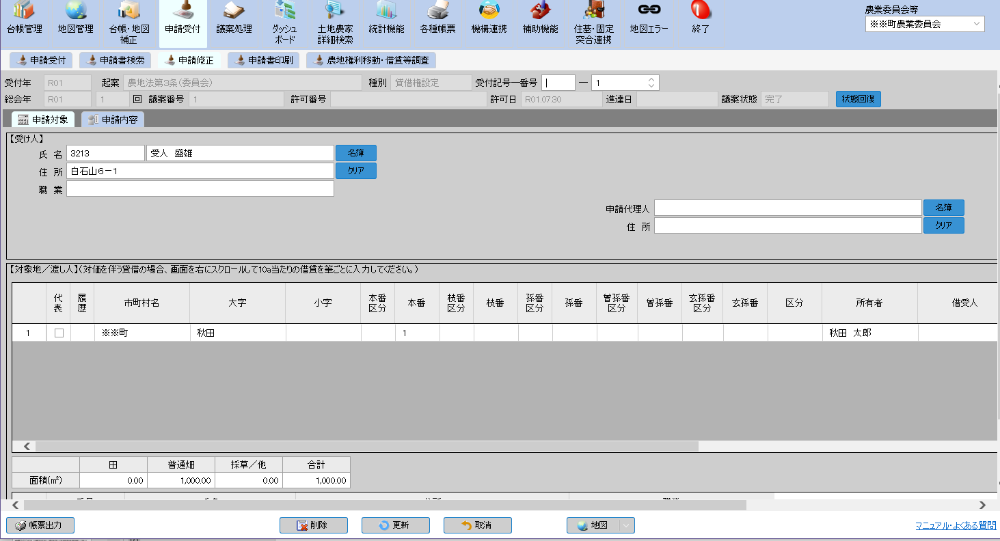 台帳管理 地図管理 台帳・地図補正 申請受付 議案処理 ダッシュボード 土地農家詳細検索 統計機能 各種帳票 機構連携 補助機能 住基・固定突合連携 地図エラー 終了
農業委員会等
※※町農業委員会
申請受付 申請書検索 申請修正 申請書印刷 農地権利移動・借賃等調査
受付年 R01 起案 農地法第3条(委員会) 種別 賃借権設定 受付記号一番号 ー 1
総会年 R01 1 回 議案番号 1 許可番号 許可日 R01.07.30 進達日 議案状態 完了 状態回復
申請対象 申請内容
【受け人】
氏 名 3213 受人 盛雄 名簿
住 所 白石山6-1 クリア
職 業
申請代理人 名簿
住 所 クリア
【対象地／渡し人】(対価を伴う貸借の場合、画面を右にスクロールして10a当たりの借賃を筆ごとに入力してください。)
代表 履歴 市町村名 大字 小字 本番区分 本番 枝番区分 枝番 孫番区分 孫番 曾孫番区分 曾孫番 玄孫番区分 玄孫番 区分 所有者 借受人
1 ※※町 秋田 1 秋田 太郎
田 普通畑 採草／他 合計
面積(㎡) 0.00 1,000.00 0.00 1,000.00
帳票出力 削除 更新 取消 地図
マニュアル・よくある質問